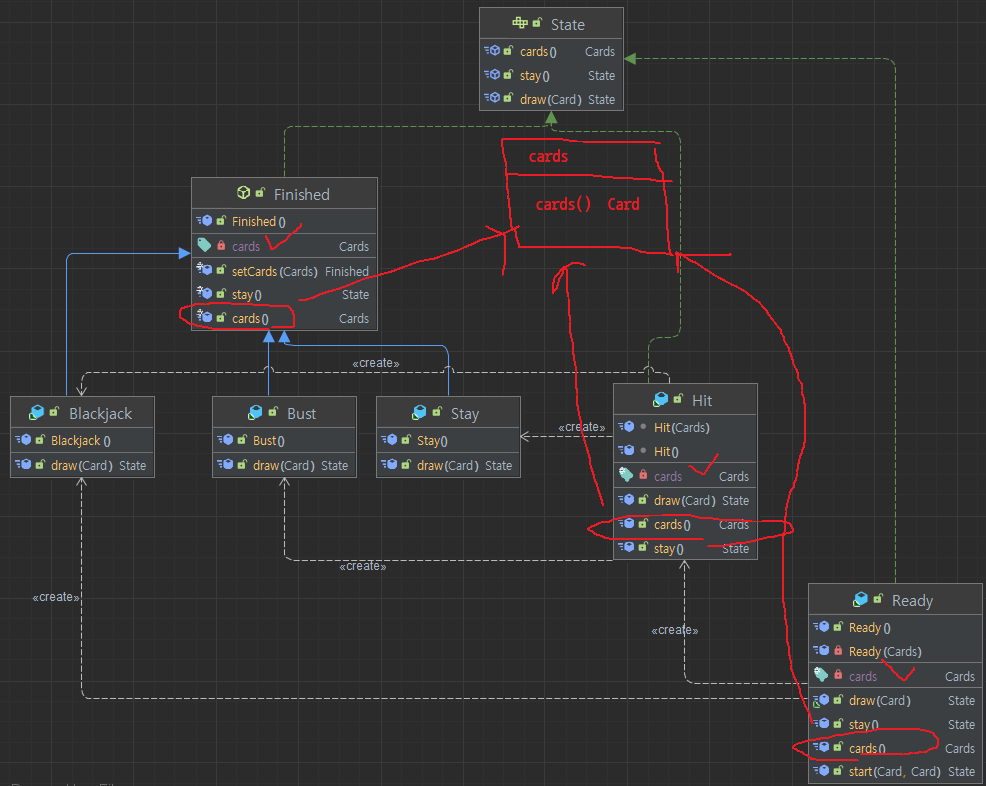 State
cards() Cards
stay() State
draw(Card) State
cards
cards() Card
Finished
Finished()
cards Cards
setCards(Cards) Finished
stay() State
cards() Cards
«create»
Blackjack
Blackjack()
draw(Card) State
Bust
Bust()
draw(Card) State
Stay
Stay()
draw(Card) State
«create»
Hit
Hit(Cards)
Hit()
cards Cards
draw(Card) State
cards() Cards
stay() State
«create»
«create»
«create»
Ready
Ready()
Ready(Cards)
cards Cards
draw(Card) State
stay() State
cards() Cards
start(Card, Card) State